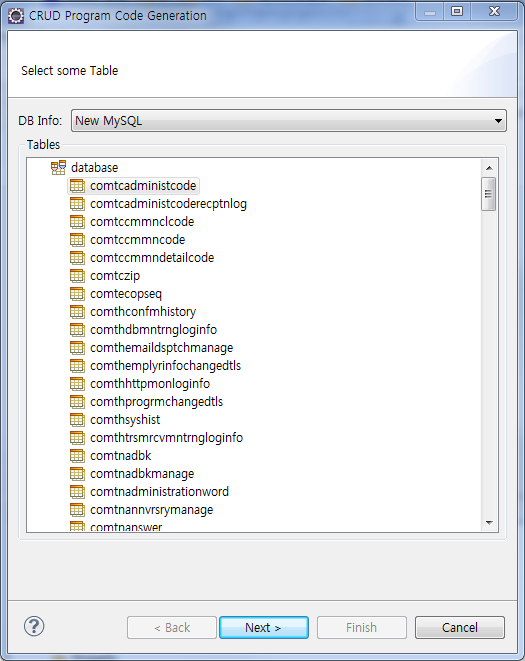 CRUD Program Code Generation
Select some Table
DB Info: New MySQL
Tables
database
comtcadministcode
comtcadministcoderecptnlog
comtccmmnclcode
comtccmmncode
comtccmmndetailcode
comtczip
comtecopseq
comthconfmhistory
comthdbmntrngloginfo
comthemaildsptchmanage
comthemplyrinfochangedtls
comthhttpmonloginfo
comthprogrmchangedtls
comthsyshist
comthtrsmrcvmntrngloginfo
comtnadbk
comtnadbkmanage
comtnadministrationword
comtnannvrsrymanage
comtnanswer
? < Back Next > Finish Cancel